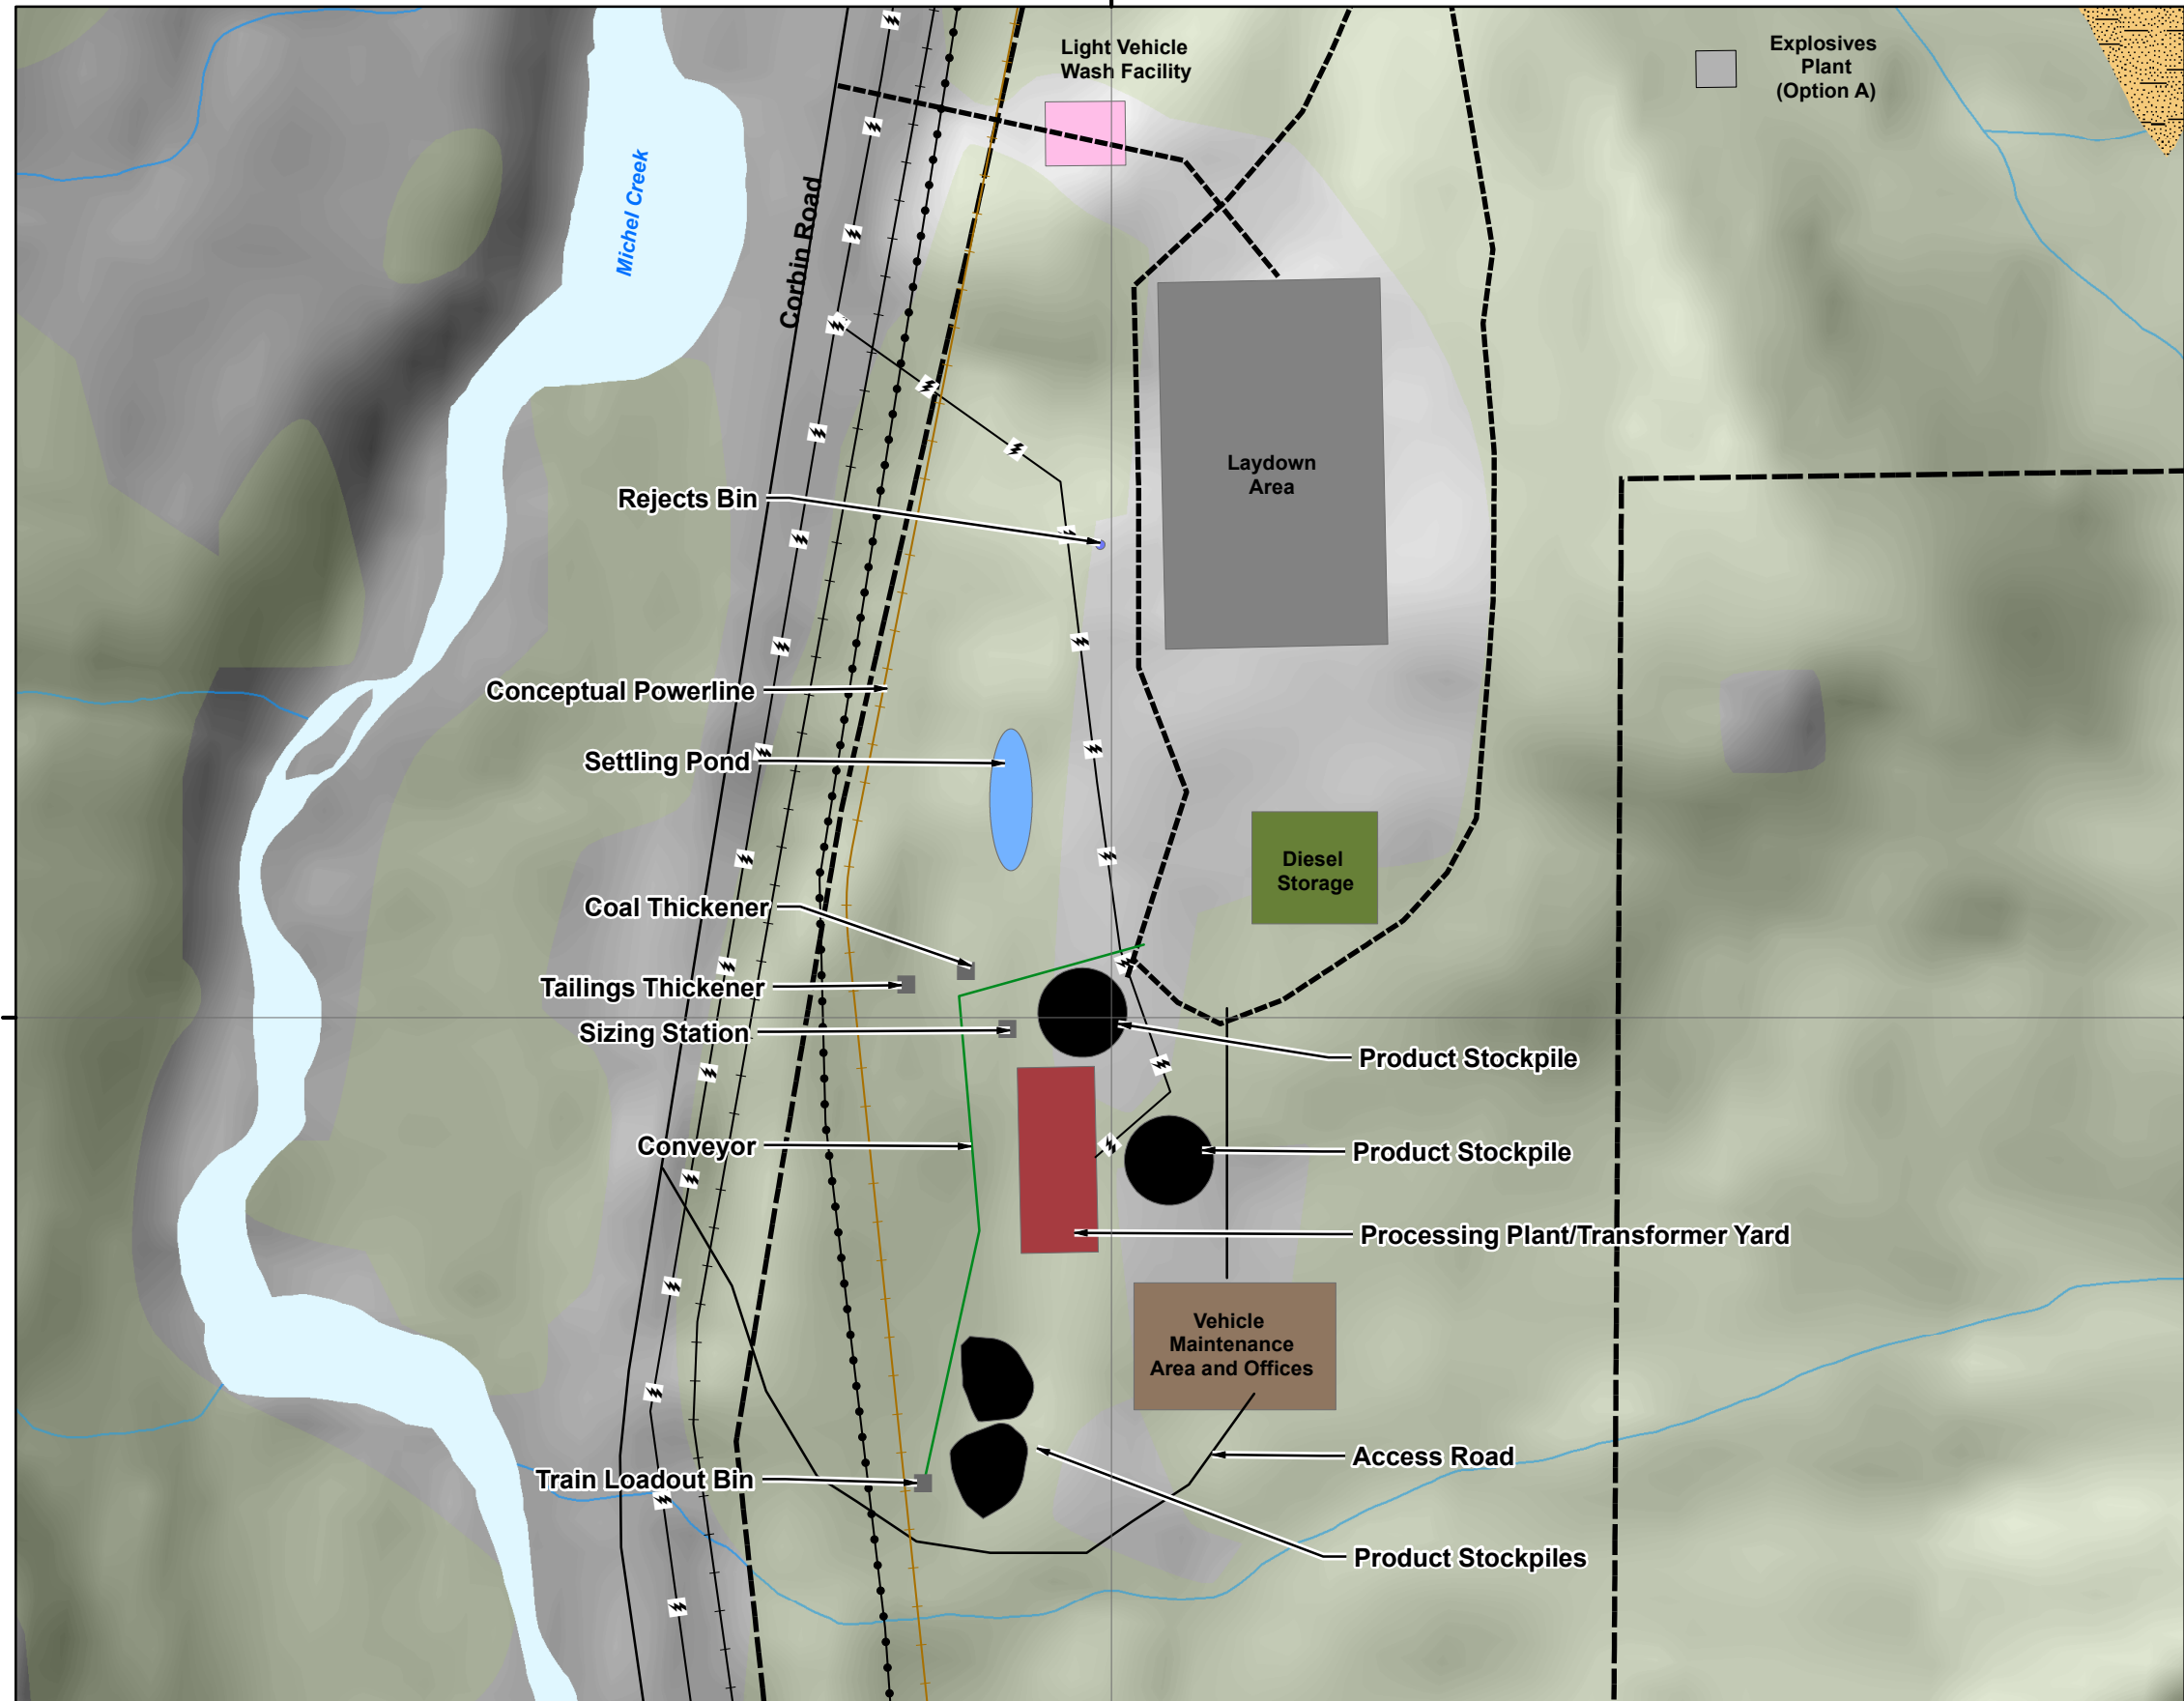 Light Vehicle
Wash Facility
Explosives
Plant
(Option A)
Michel Creek
Corbin Road
Laydown
Area
Rejects Bin
Conceptual Powerline
Settling Pond
Diesel
Storage
Coal Thickener
Tailings Thickener
Sizing Station
Product Stockpile
Conveyor
Product Stockpile
Processing Plant/Transformer Yard
Vehicle
Maintenance
Area and Offices
Access Road
Train Loadout Bin
Product Stockpiles